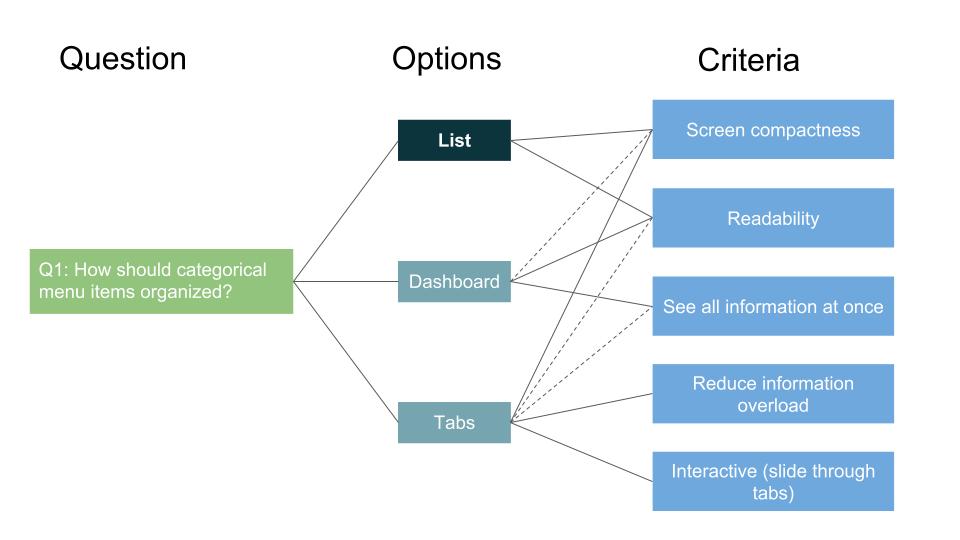 Question
Options
Criteria
List
Screen compactness
Readability
Q1: How should categorical
menu items organized?
Dashboard
See all information at once
Tabs
Reduce information
overload
Interactive (slide through
tabs)